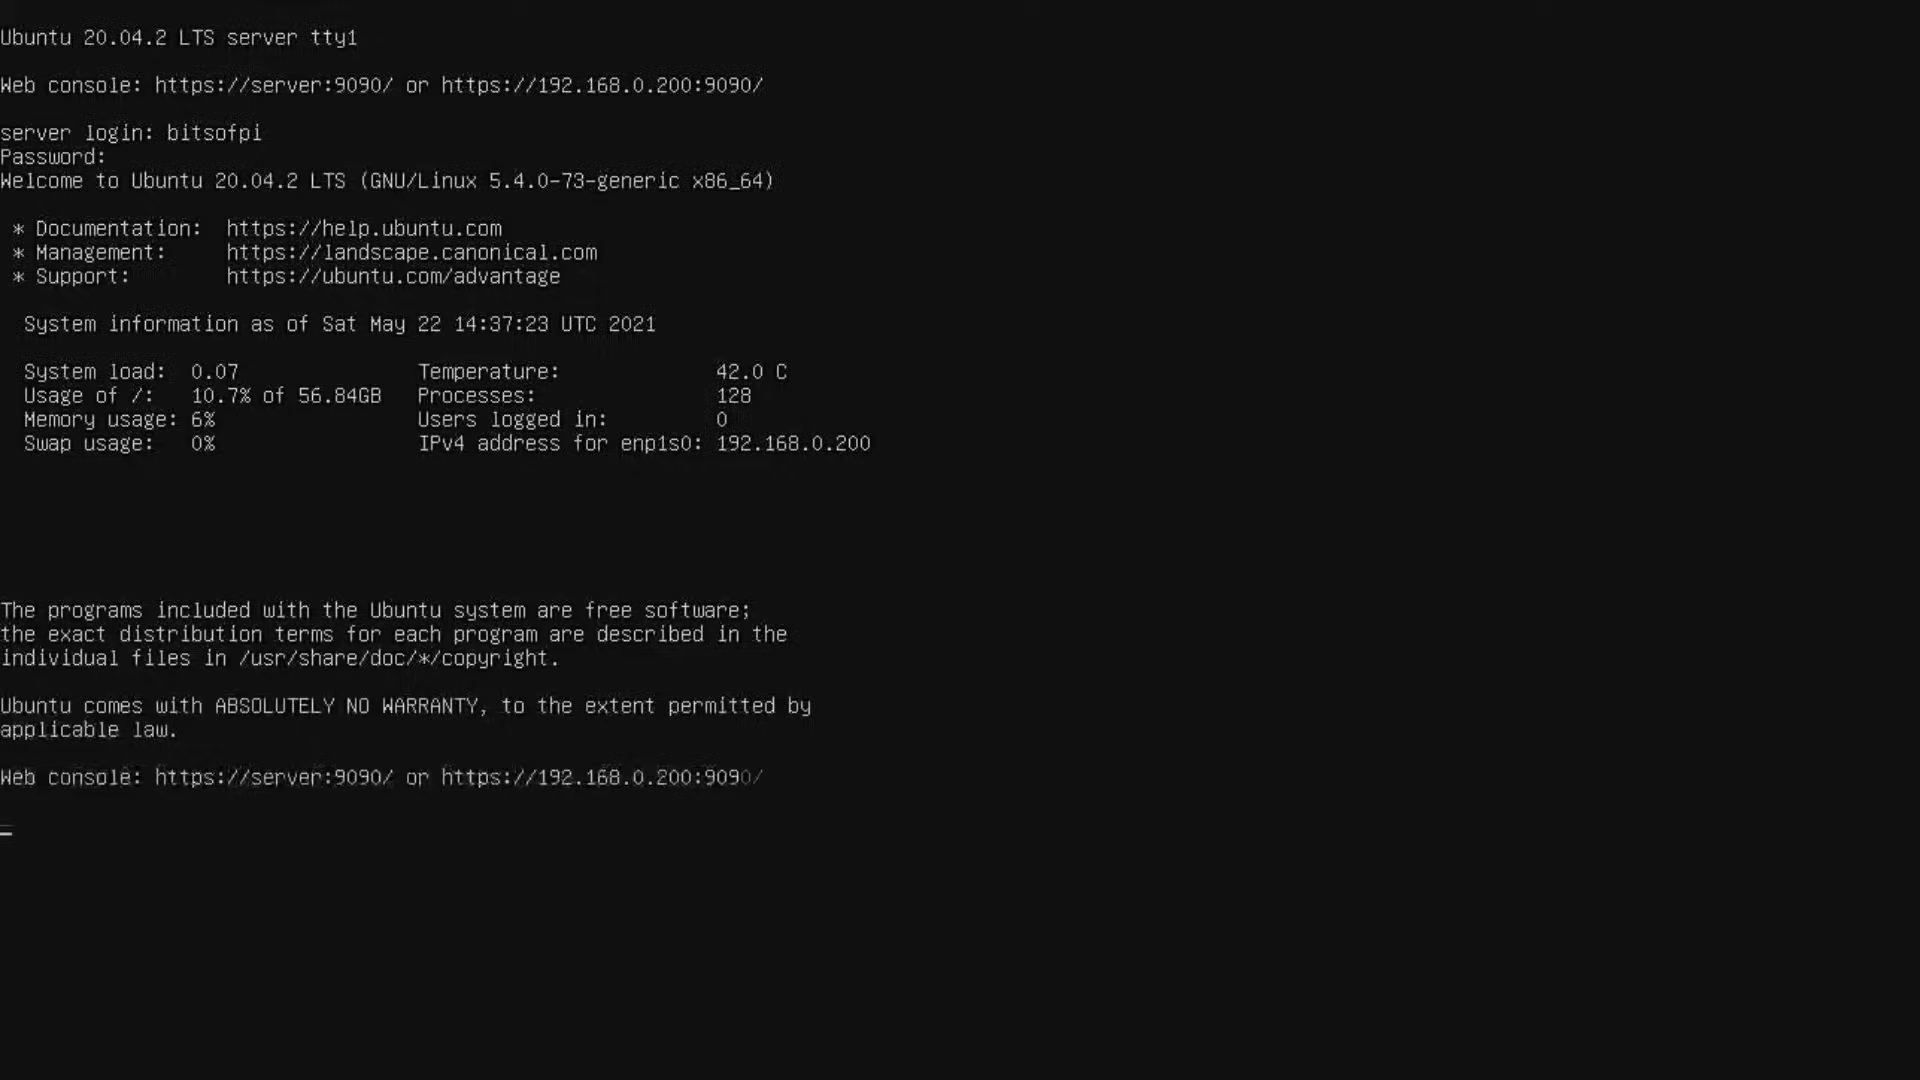 Ubuntu 20.04.2 LTS server tty1
Web console: https://server:9090/ or https://192.168.0.200:9090/
server login: bitsofpi
Password:
Welcome to Ubuntu 20.04.2 LTS (GNU/Linux 5.4.0-73-generic x86_64)
* Documentation:  https://help.ubuntu.com
* Management:     https://landscape.canonical.com
* Support:        https://ubuntu.com/advantage
System information as of Sat May 22 14:37:23 UTC 2021
System load:  0.07               Temperature:             42.0 C
Usage of /:   10.7% of 56.84GB   Processes:               128
Memory usage: 6%                 Users logged in:         0
Swap usage:   0%                 IPv4 address for enp1s0: 192.168.0.200
The programs included with the Ubuntu system are free software;
the exact distribution terms for each program are described in the
individual files in /usr/share/doc/*/copyright.
Ubuntu comes with ABSOLUTELY NO WARRANTY, to the extent permitted by
applicable law.
Web console: https://server:9090/ or https://192.168.0.200:9090/